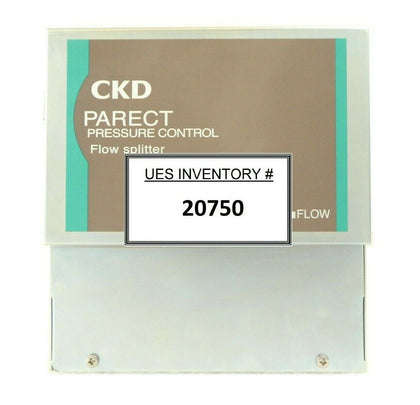 CKD
PARECT
PRESSURE CONTROL
Flow splitter
UES INVENTORY #
20750
FLOW